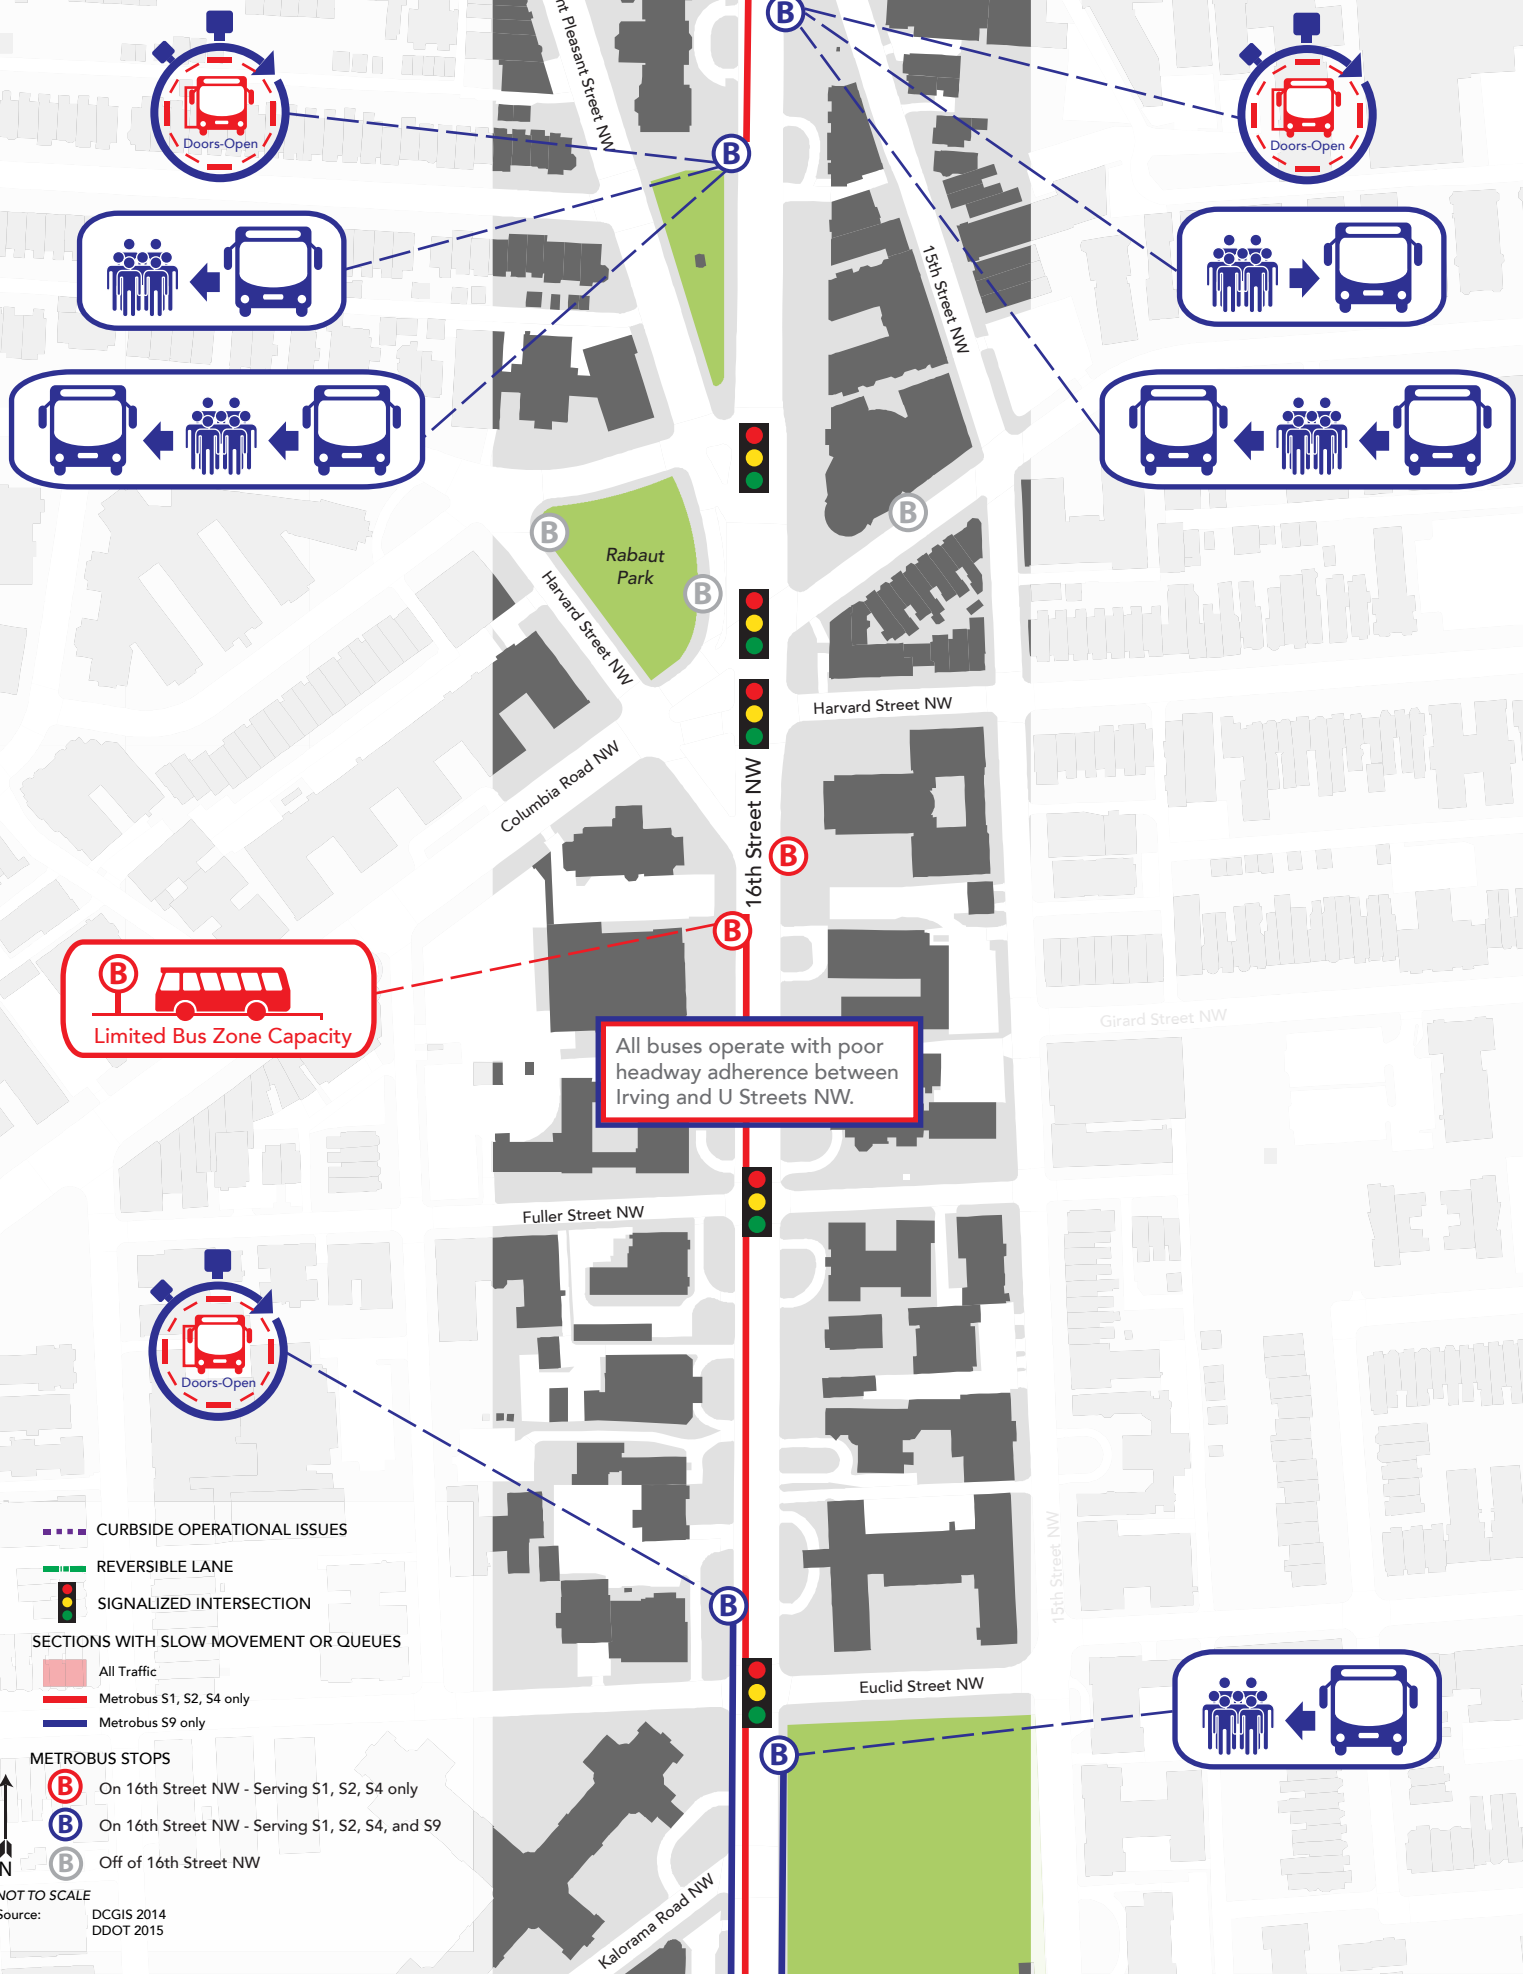 B
nt Pleasant Street NW
Doors-Open
B
Doors-Open
15th Street NW
B
B
Rabaut
Park
B
Harvard Street NW
Harvard Street NW
Columbia Road NW
16th Street NW
B
B
B
Limited Bus Zone Capacity
Girard Street NW
All buses operate with poor
headway adherence between
Irving and U Streets NW.
Fuller Street NW
Doors-Open
15th Street NW
B
Euclid Street NW
B
Kalorama Road NW
CURBSIDE OPERATIONAL ISSUES
REVERSIBLE LANE
SIGNALIZED INTERSECTION
SECTIONS WITH SLOW MOVEMENT OR QUEUES
All Traffic
Metrobus S1, S2, S4 only
Metrobus S9 only
METROBUS STOPS
B On 16th Street NW - Serving S1, S2, S4 only
B On 16th Street NW - Serving S1, S2, S4, and S9
B Off of 16th Street NW
N
NOT TO SCALE
Source: DCGIS 2014
DDOT 2015